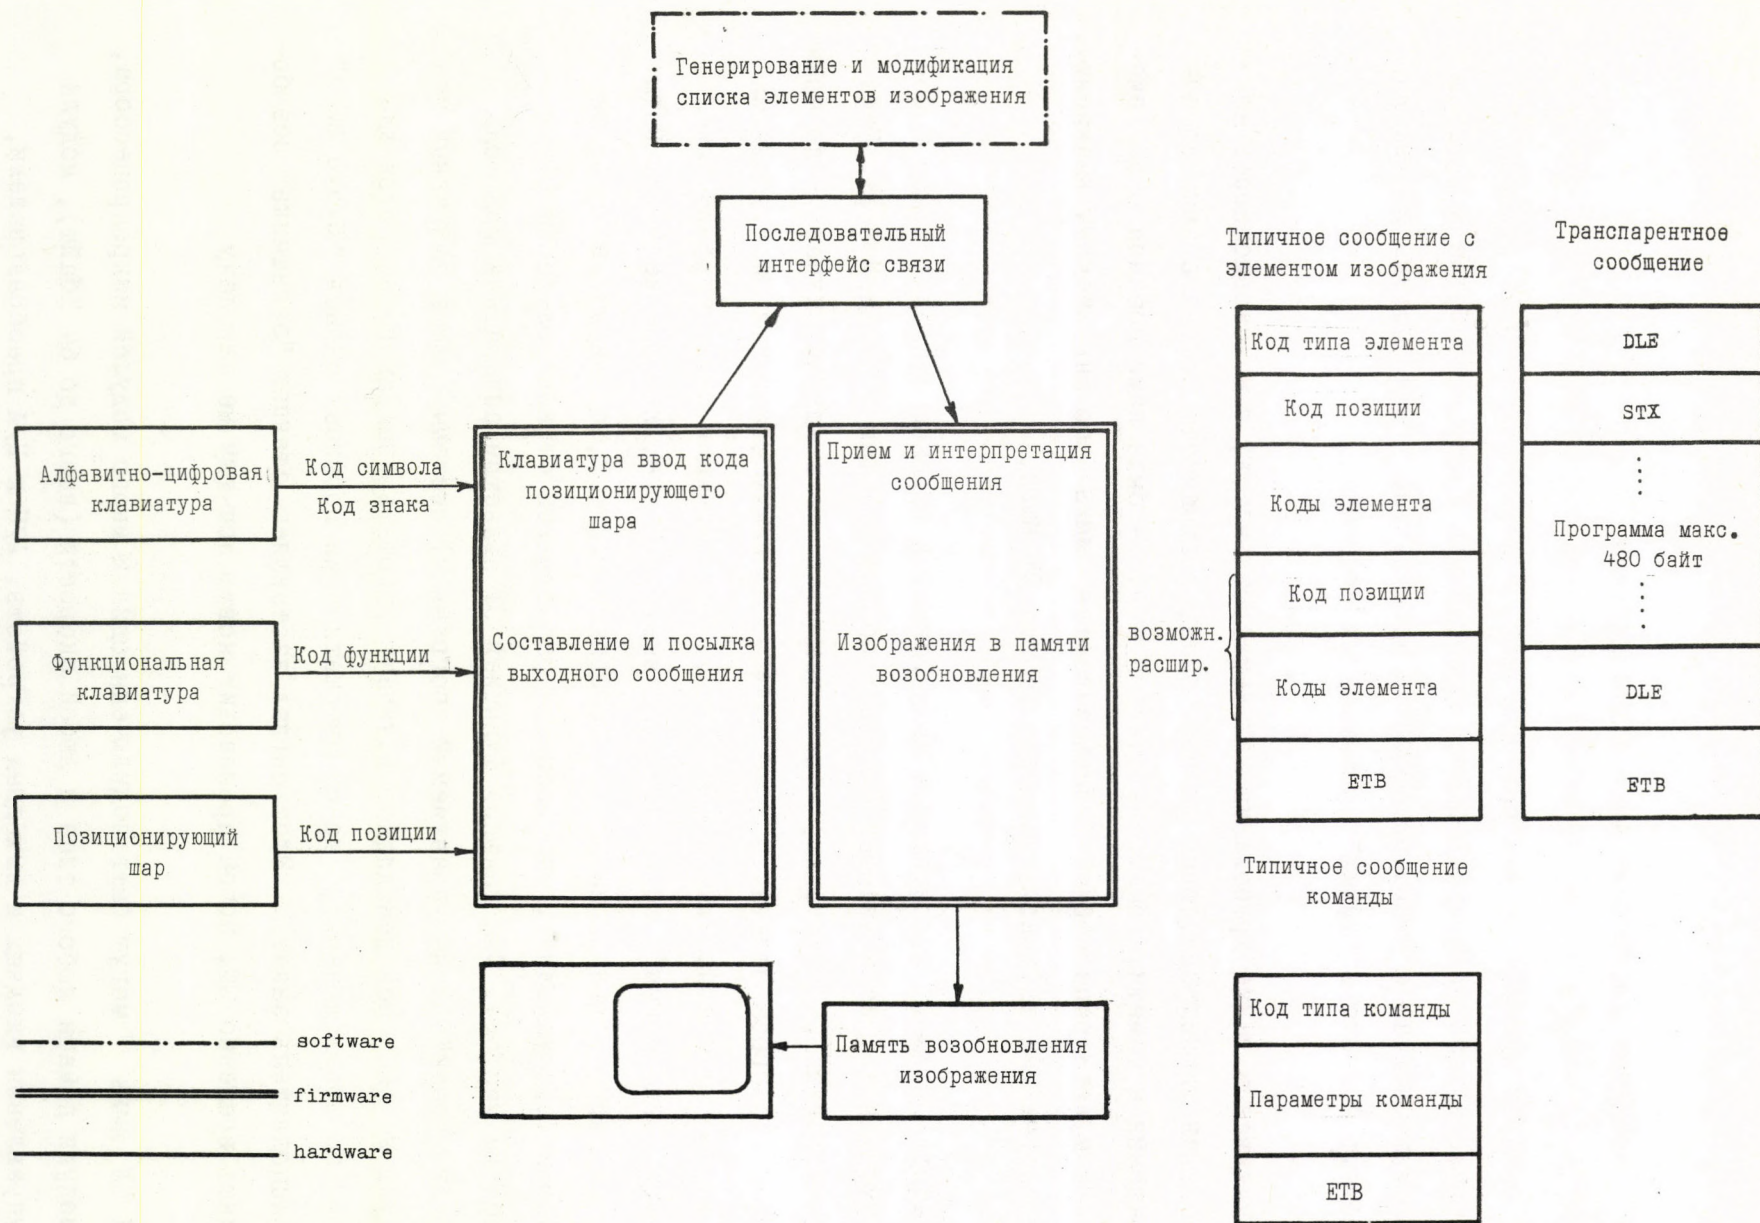 Генерирование и модификация
списка элементов изображения
Последовательный
интерфейс связи
Алфавитно-цифровая
клавиатура
Код символа
Код знака
Клавиатура ввод кода
позиционирующего
шара
Прием и интерпретация
сообщения
Функциональная
клавиатура
Код функции
Составление и посылка
выходного сообщения
Изображения в памяти
возобновления
Позиционирующий
шар
Код позиции
Память возобновления
изображения
software
firmware
hardware
Типичное сообщение с
элементом изображения
Код типа элемента
Код позиции
Коды элемента
возможн.
расшир.
Код позиции
Коды элемента
ETB
Транспарентное
сообщение
DLE
STX
Программа макс.
480 байт
DLE
ETB
Типичное сообщение
команды
Код типа команды
Параметры команды
ETB